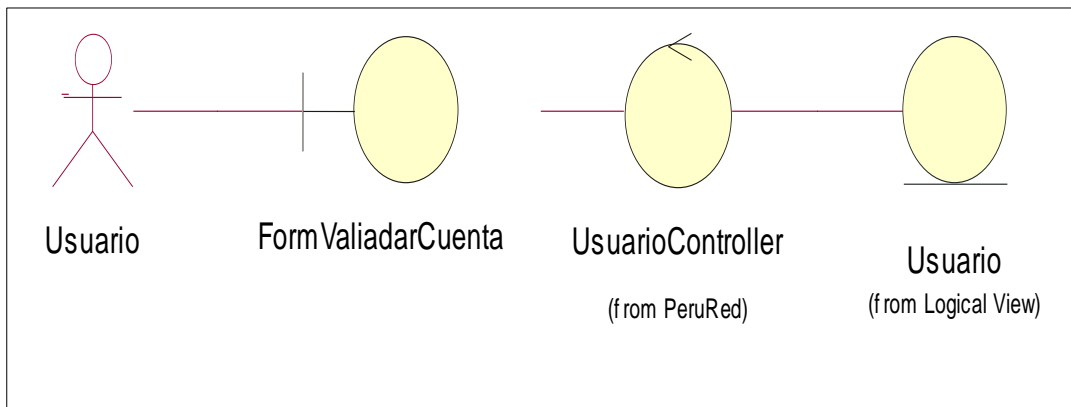 Usuario
FormValiadarCuenta
UsuarioController
(from PeruRed)
Usuario
(from Logical View)